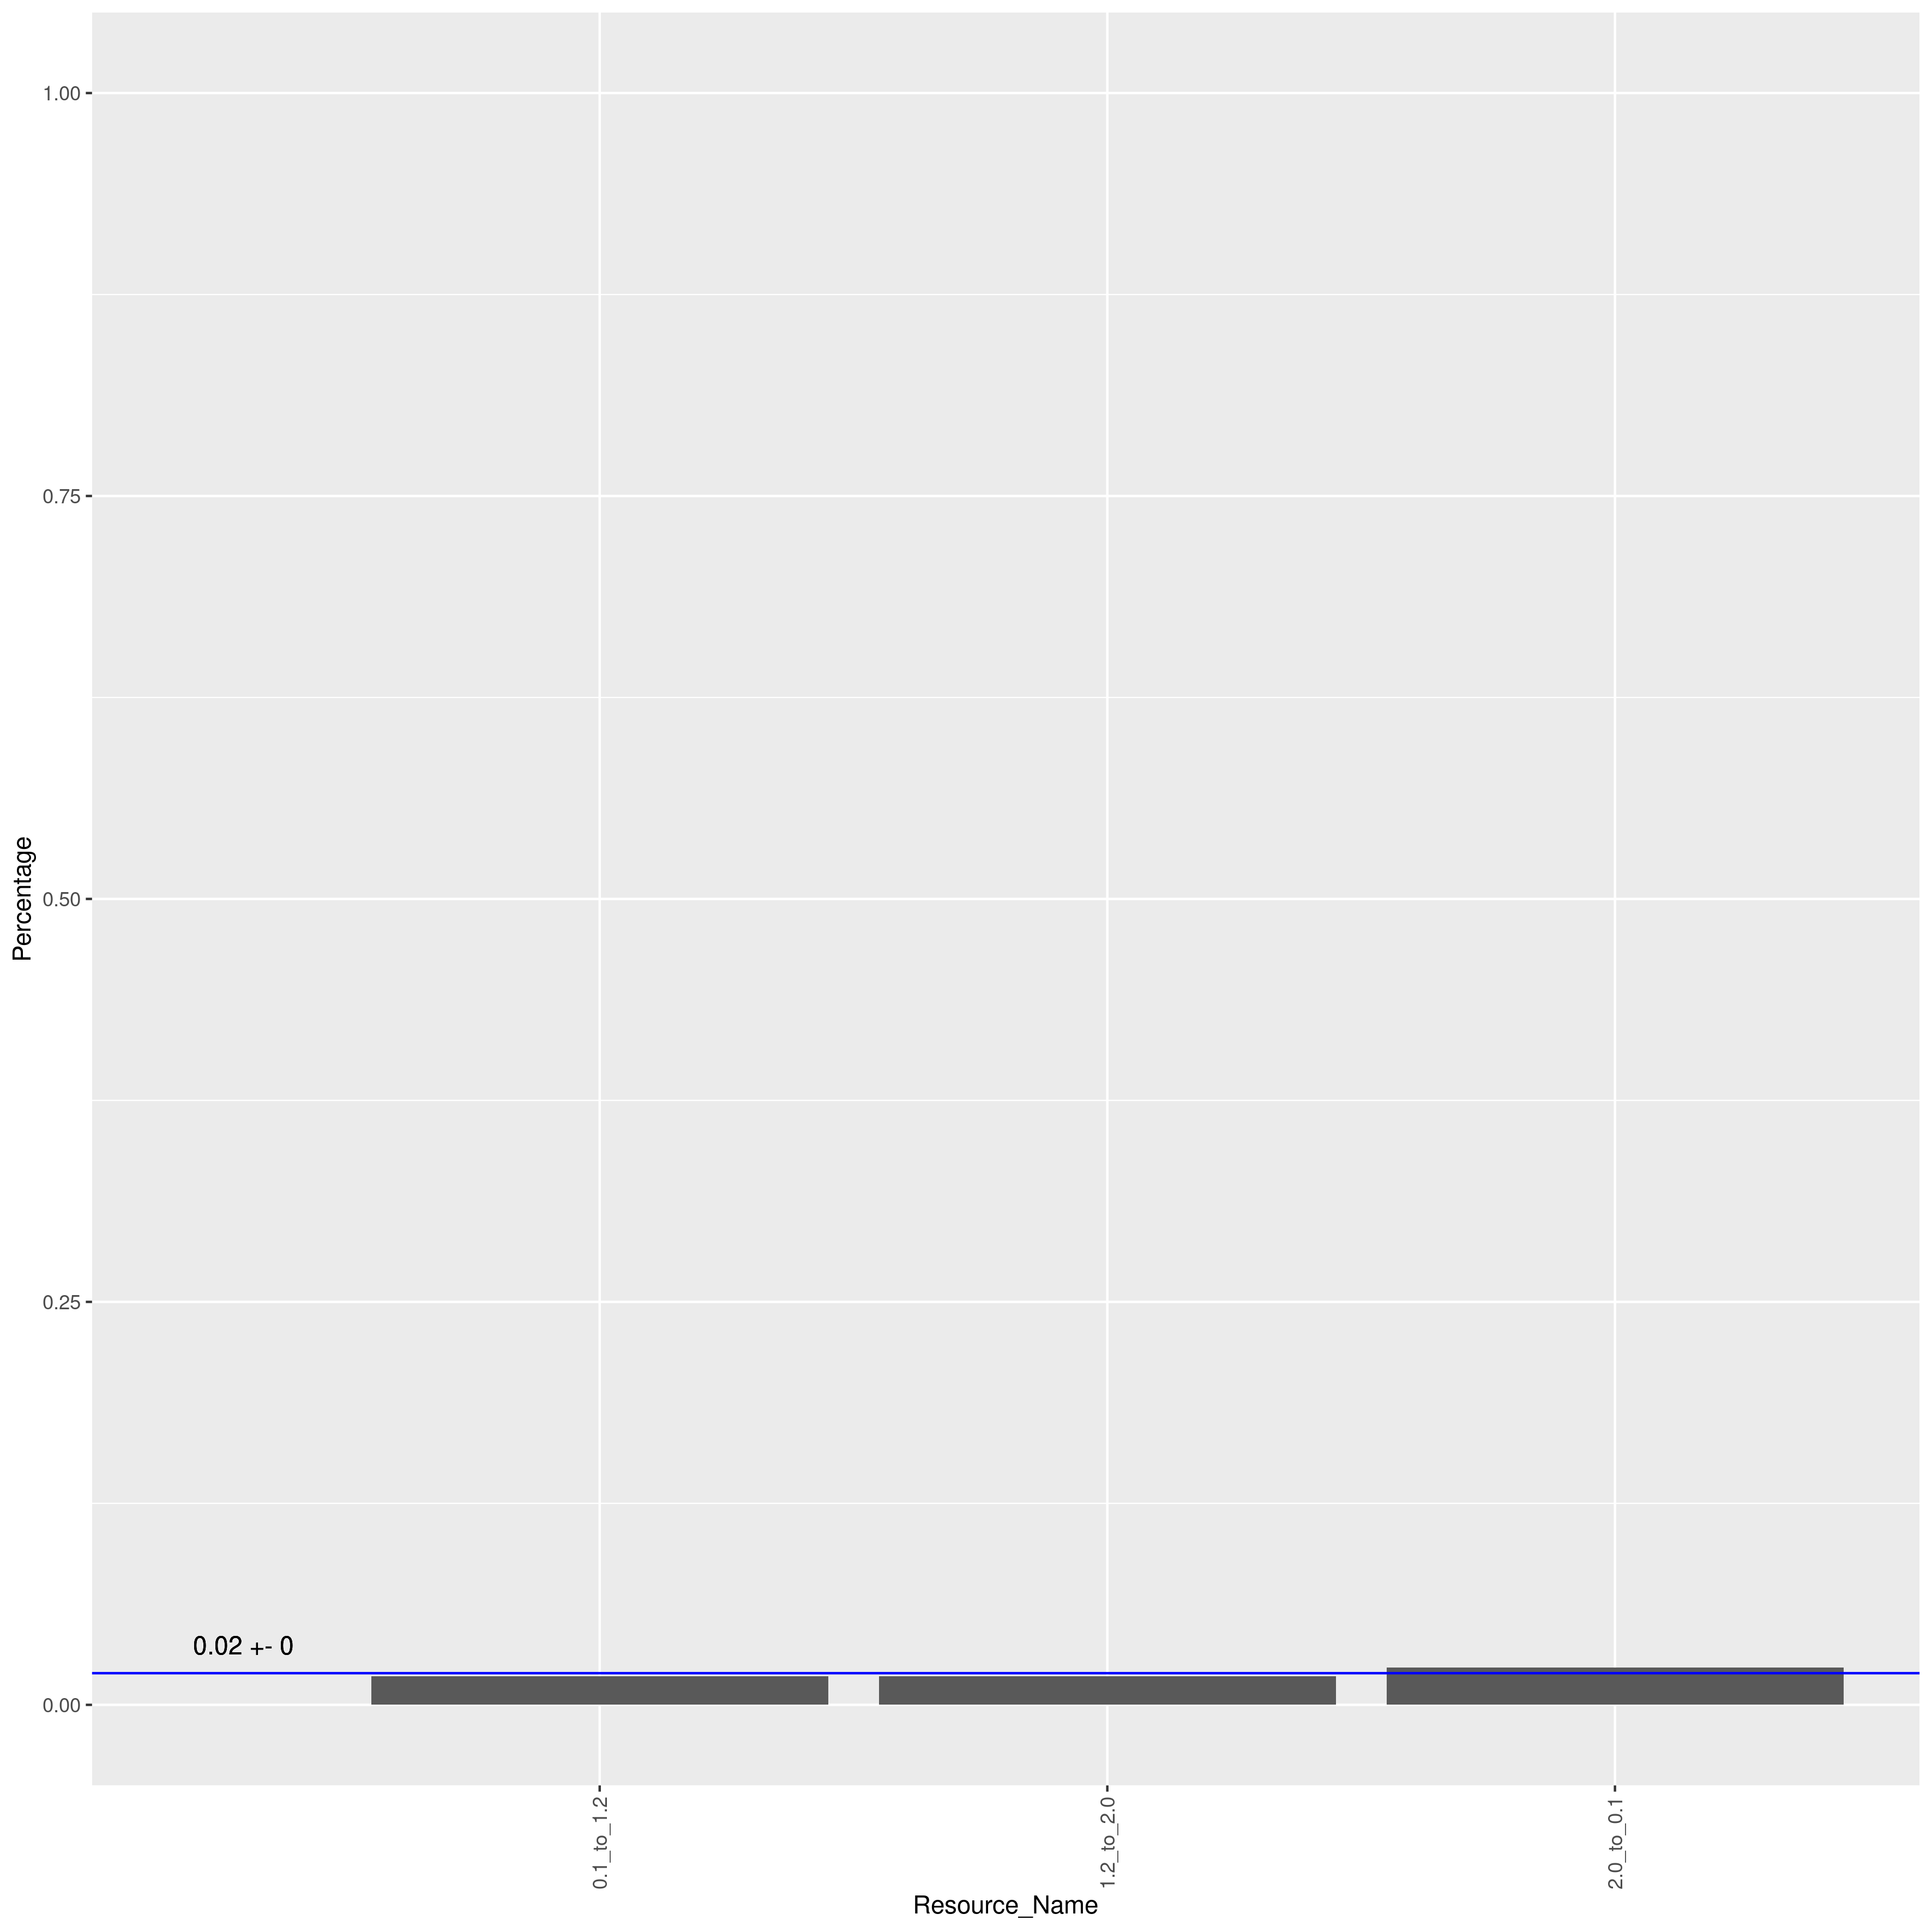 1.00
0.75
0.50
0.25
0.00
Percentage
0.02 +- 0
0.1_to_1.2
1.2_to_2.0
2.0_to_0.1
Resource_Name